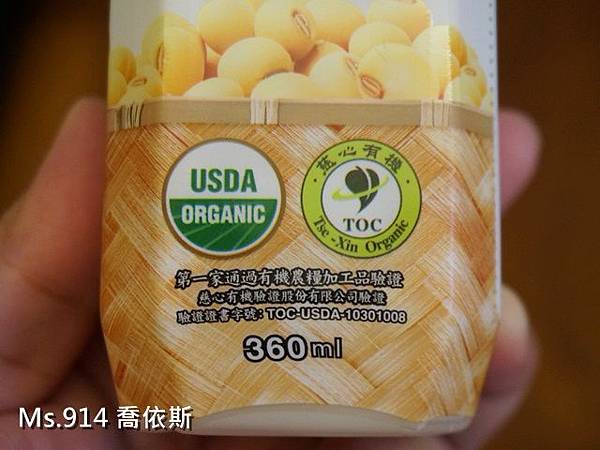 USDA
ORGANIC
慈心有機
TOC
Tse-Xin Organic
第一家通過有機農糧加工品驗證
慈心有機驗證股份有限公司驗證
驗證證書字號：TOC-USDA-10301008
360ml
Ms.914 喬依斯